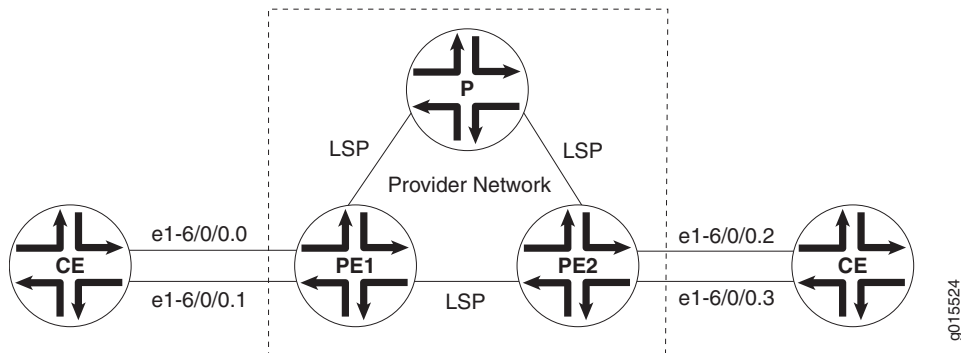 P
LSP
LSP
Provider Network
e1-6/0/0.0
e1-6/0/0.2
CE
PE1
PE2
CE
e1-6/0/0.1
LSP
e1-6/0/0.3
g015524